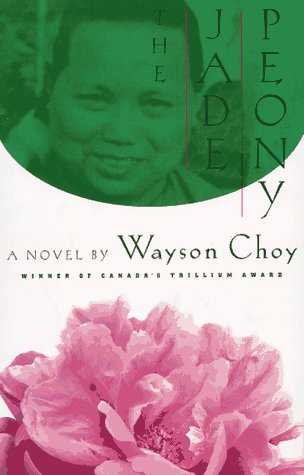 THE
JADE
PEONY
A NOVEL BY Wayson Choy
WINNER OF CANADA'S TRILLIUM AWARD